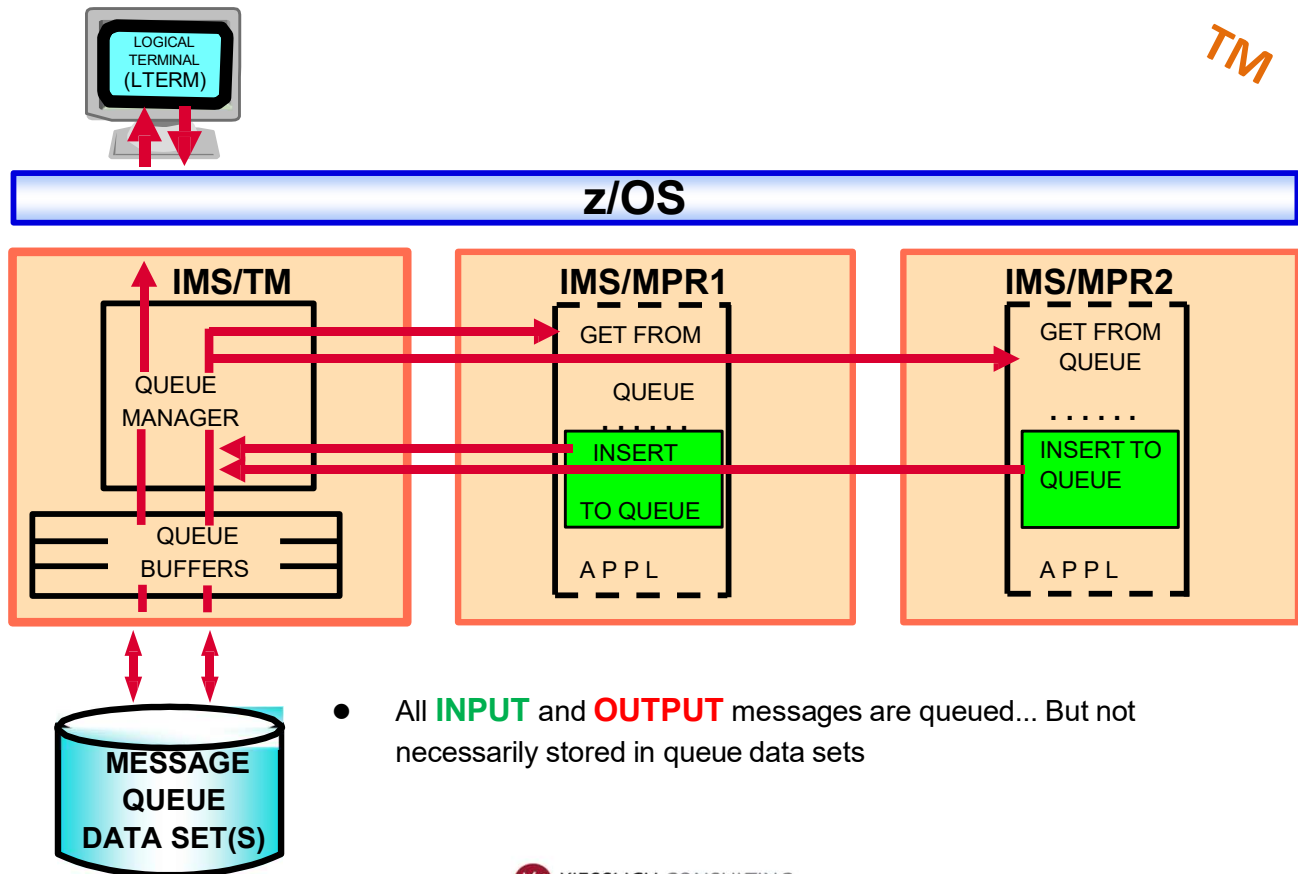 LOGICAL
TERMINAL
(LTERM)
TM
z/OS
IMS/TM
QUEUE
MANAGER
QUEUE
BUFFERS
IMS/MPR1
GET FROM
QUEUE
. . . . . .
INSERT
TO QUEUE
A P P L
IMS/MPR2
GET FROM
QUEUE
. . . . . .
INSERT TO
QUEUE
A P P L
MESSAGE
QUEUE
DATA SET(S)
● All INPUT and OUTPUT messages are queued... But not
necessarily stored in queue data sets